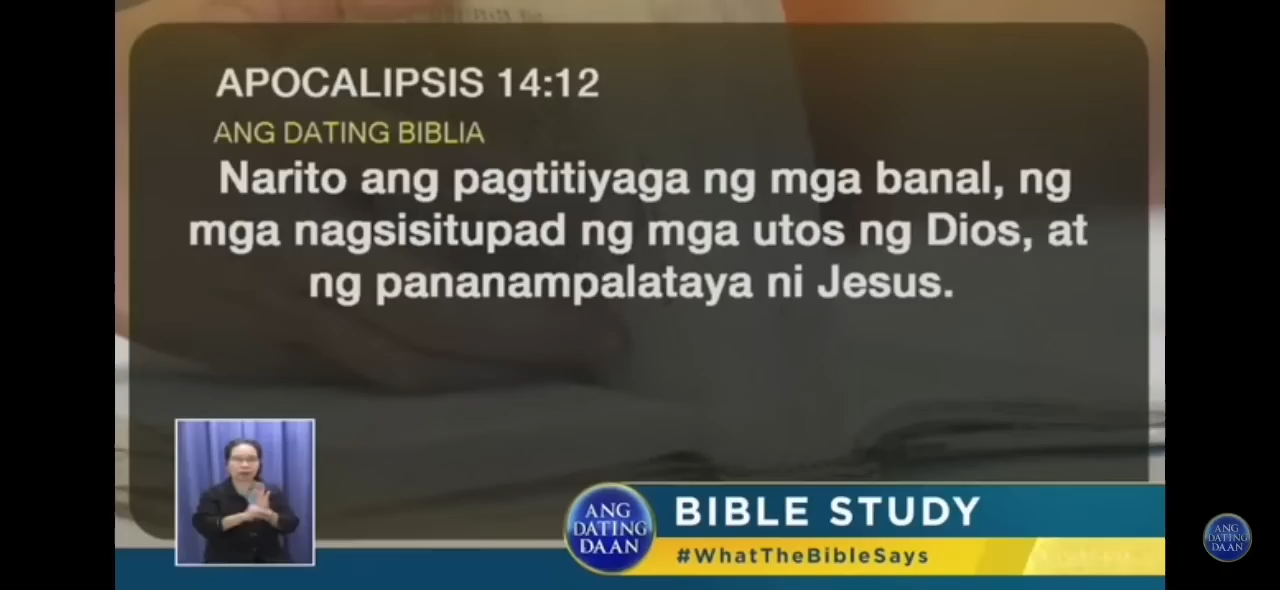 APOCALIPSIS 14:12
ANG DATING BIBLIA
Narito ang pagtitiyaga ng mga banal, ng
mga nagsisitupad ng mga utos ng Dios, at
ng pananampalataya ni Jesus.
ANG
DATING
DAAN
BIBLE STUDY
#WhatTheBibleSays
ANG
DATING
DAAN